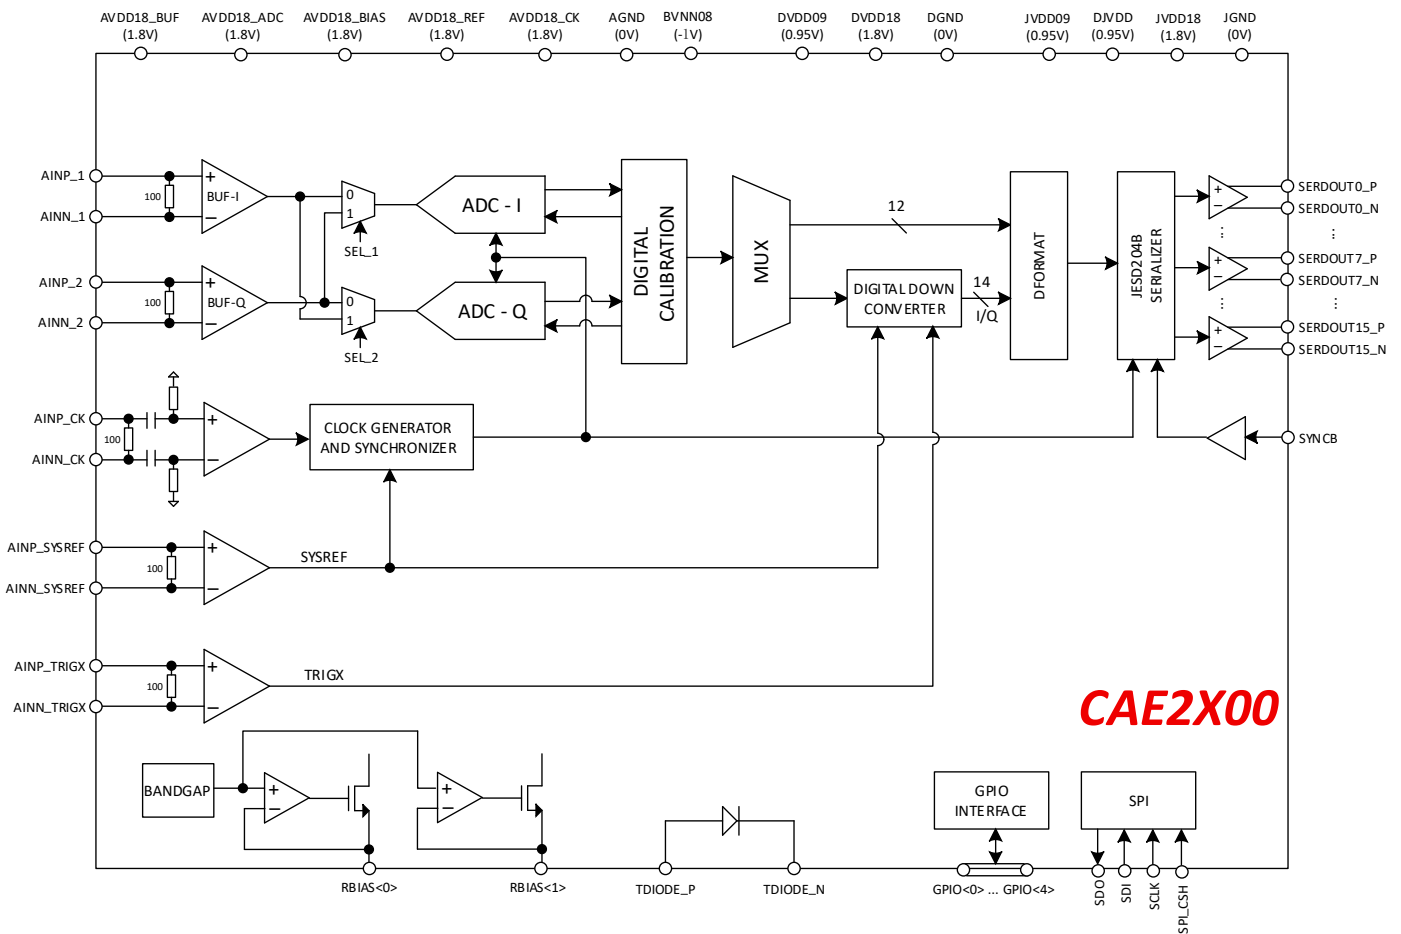 AVDD18_BUF
(1.8V)
AVDD18_ADC
(1.8V)
AVDD18_BIAS
(1.8V)
AVDD18_REF
(1.8V)
AVDD18_CK
(1.8V)
AGND
(0V)
BVNN08
(-1V)
DVDD09
(0.95V)
DVDD18
(1.8V)
DGND
(0V)
JVDD09
(0.95V)
DJVDD
(0.95V)
JVDD18
(1.8V)
JGND
(0V)
AINP_1
100
AINN_1
+
BUF-I
−
0
1
SEL_1
ADC - I
AINP_2
100
AINN_2
+
BUF-Q
−
0
1
SEL_2
ADC - Q
DIGITAL
CALIBRATION
MUX
12
DIGITAL DOWN
CONVERTER
14
I/Q
DFORMAT
JESD204B
SERIALIZER
+
−
SERDOUT0_P
SERDOUT0_N
⋮
⋮
+
−
SERDOUT7_P
SERDOUT7_N
⋮
⋮
+
−
SERDOUT15_P
SERDOUT15_N
AINP_CK
100
AINN_CK
+
−
CLOCK GENERATOR
AND SYNCHRONIZER
SYNCB
AINP_SYSREF
100
AINN_SYSREF
+
−
SYSREF
AINP_TRIGX
100
AINN_TRIGX
+
−
TRIGX
CAE2X00
BANDGAP
+
−
+
−
RBIAS<0>
RBIAS<1>
TDIODE_P
TDIODE_N
GPIO
INTERFACE
GPIO<0> ... GPIO<4>
SPI
SDO
SDI
SCLK
SPI_CSH